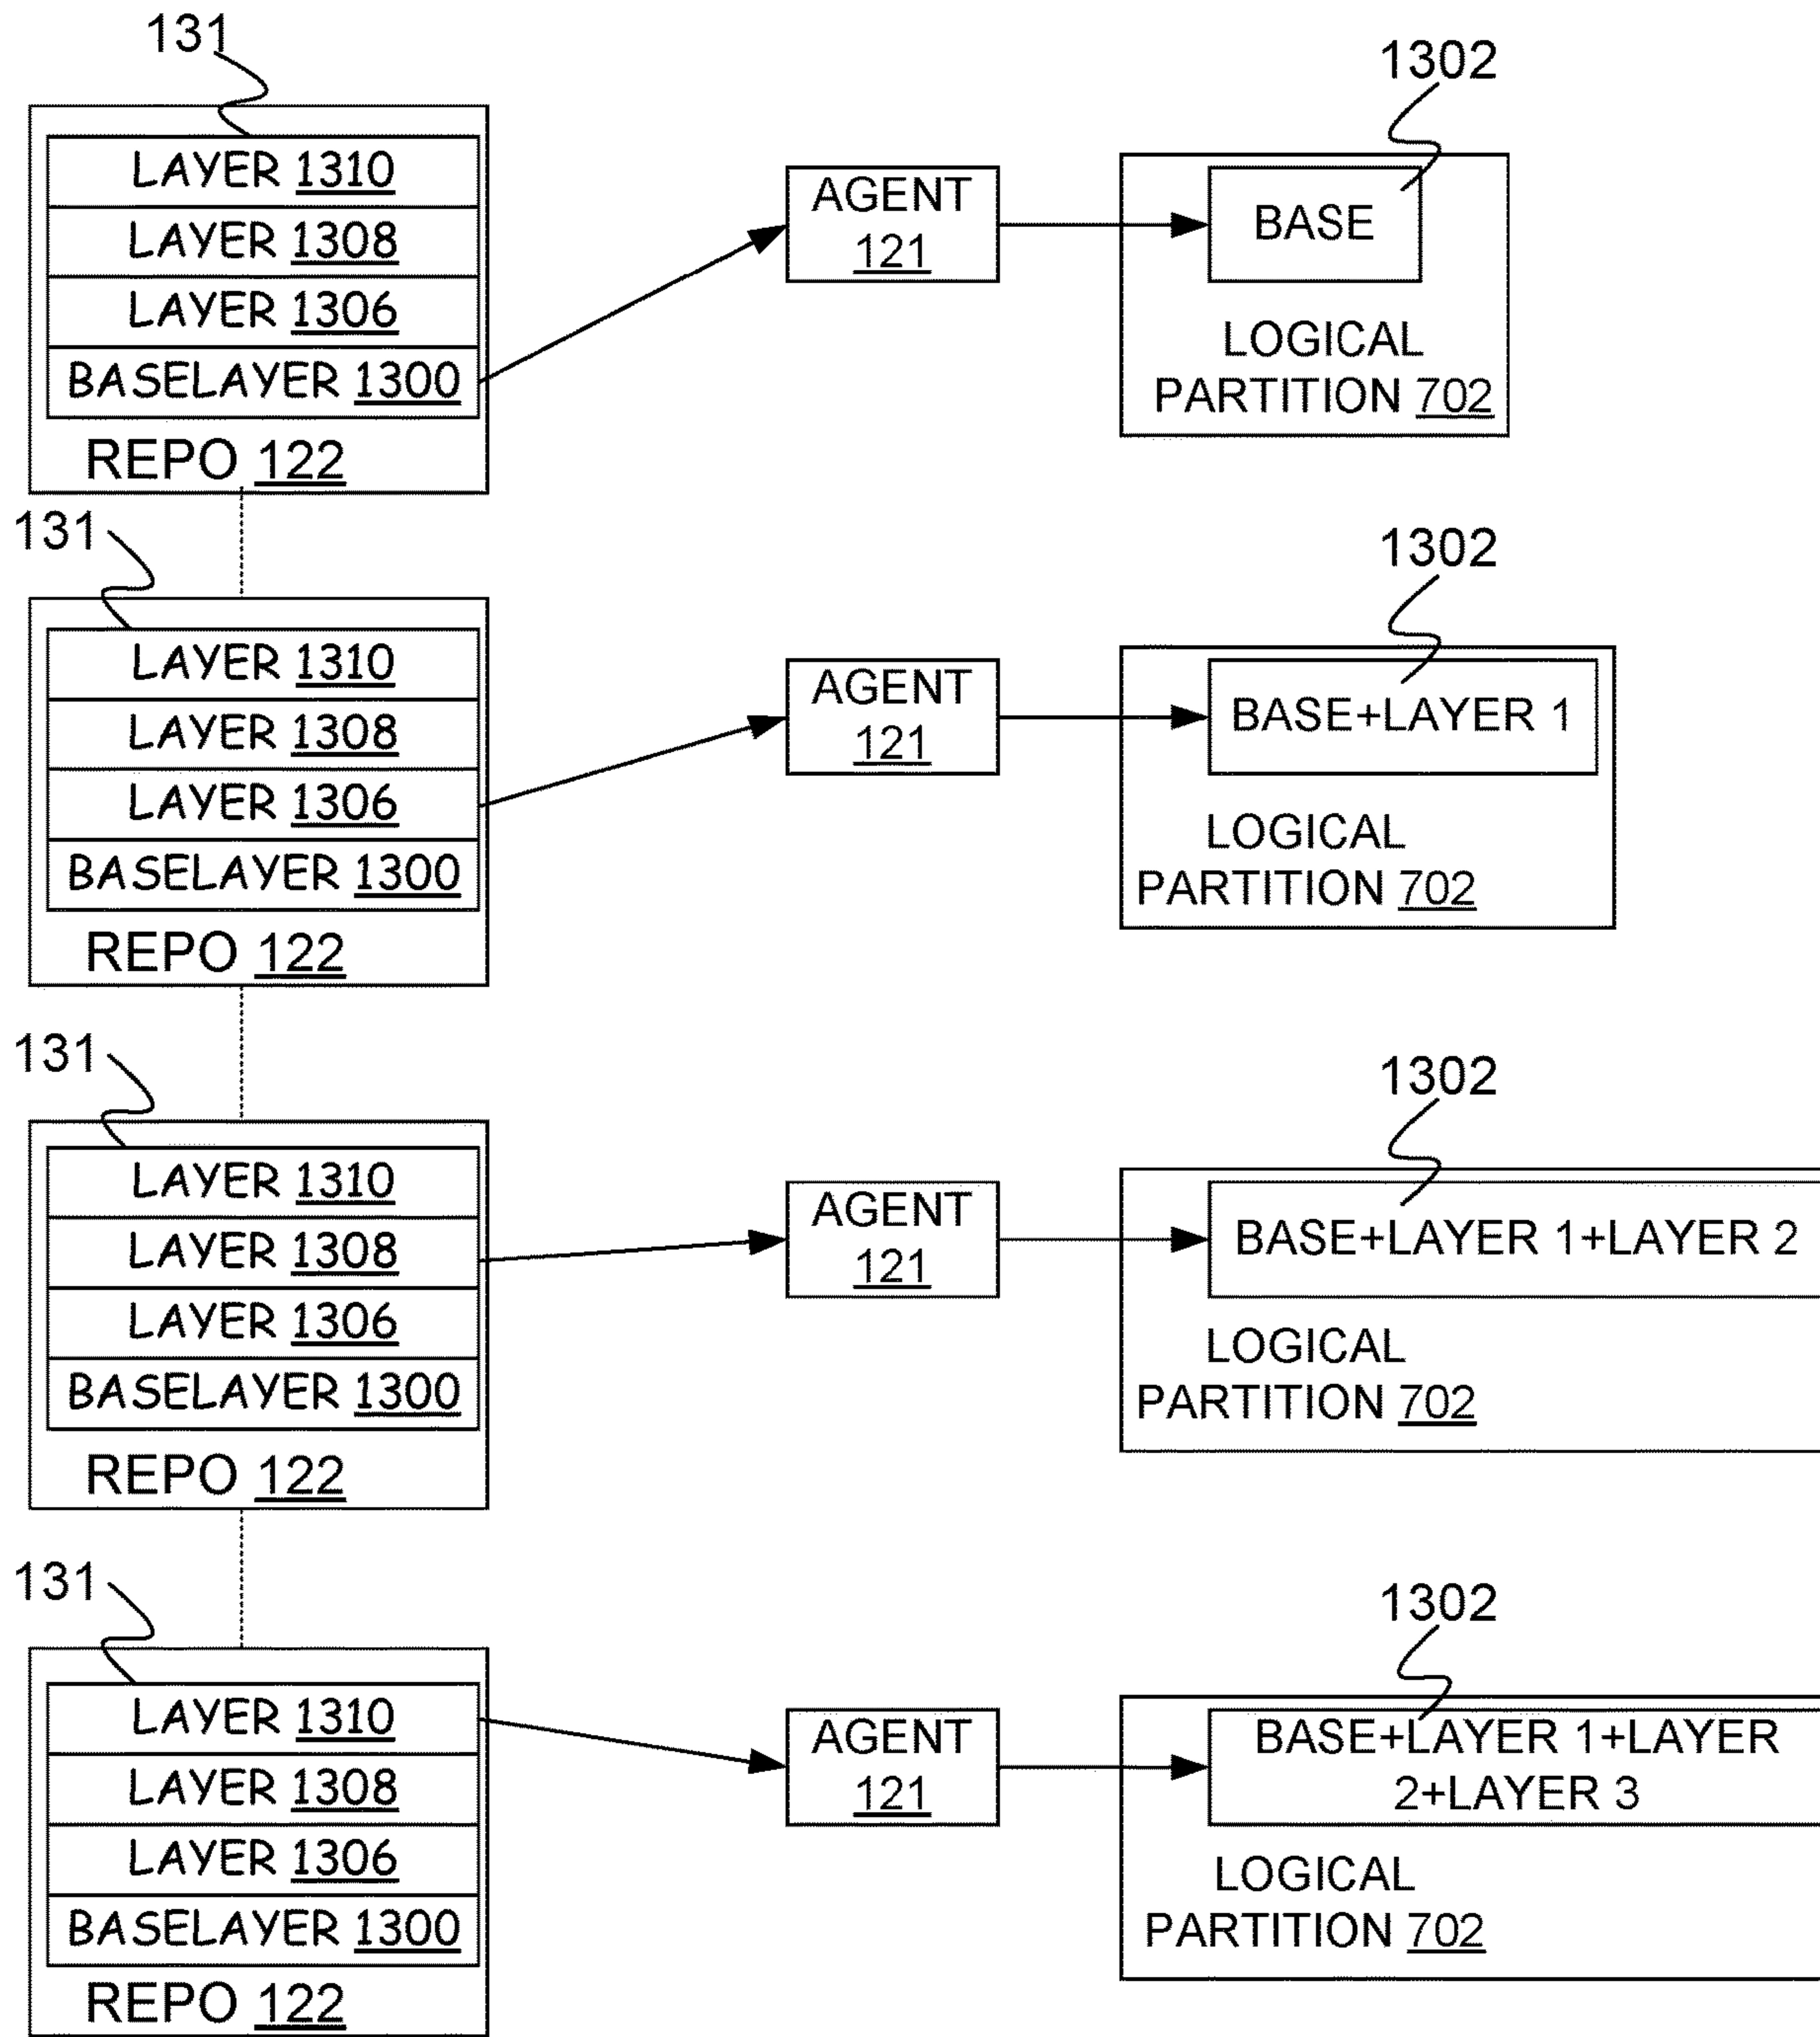 131
LAYER 1310
LAYER 1308
LAYER 1306
BASELAYER 1300
REPO 122
AGENT
121
1302
BASE
LOGICAL
PARTITION 702
131
LAYER 1310
LAYER 1308
LAYER 1306
BASELAYER 1300
REPO 122
AGENT
121
1302
BASE+LAYER 1
LOGICAL
PARTITION 702
131
LAYER 1310
LAYER 1308
LAYER 1306
BASELAYER 1300
REPO 122
AGENT
121
1302
BASE+LAYER 1+LAYER 2
LOGICAL
PARTITION 702
131
LAYER 1310
LAYER 1308
LAYER 1306
BASELAYER 1300
REPO 122
AGENT
121
1302
BASE+LAYER 1+LAYER
2+LAYER 3
LOGICAL
PARTITION 702